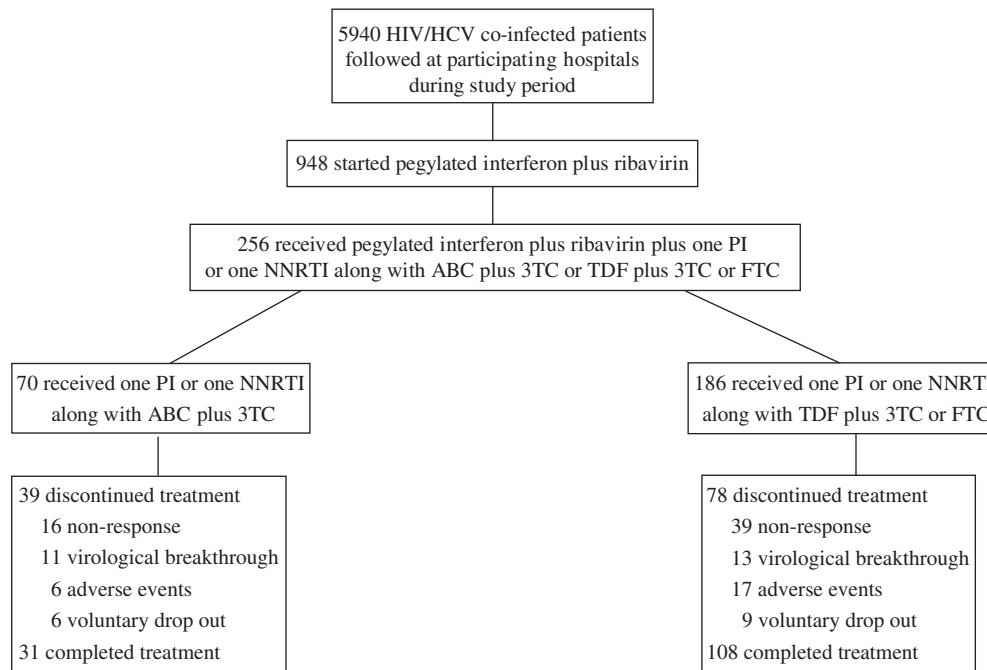 5940 HIV/HCV co-infected patients
followed at participating hospitals
during study period
948 started pegylated interferon plus ribavirin
256 received pegylated interferon plus ribavirin plus one PI
or one NNRTI along with ABC plus 3TC or TDF plus 3TC or FTC
70 received one PI or one NNRTI
along with ABC plus 3TC
186 received one PI or one NNRTI
along with TDF plus 3TC or FTC
39 discontinued treatment
16 non-response
11 virological breakthrough
6 adverse events
6 voluntary drop out
31 completed treatment
78 discontinued treatment
39 non-response
13 virological breakthrough
17 adverse events
9 voluntary drop out
108 completed treatment